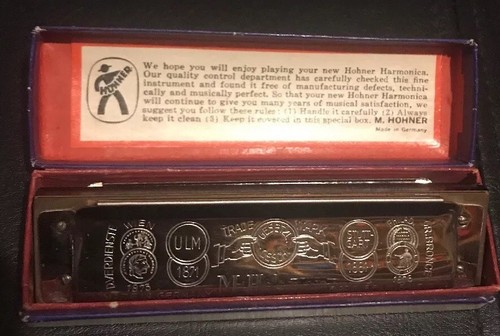 HOHNER
We hope you will enjoy playing your new Hohner Harmonica.
Our quality control department has carefully checked this fine
instrument and found it free of manufacturing defects, techni-
cally and musically perfect. So that your new Hohner Harmonica
will continue to give you many years of musical satisfaction, we
suggest you follow these rules: (1) Handle it carefully (2) Always
keep it clean (3) Keep it covered in this special box. M. HOHNER
Made in Germany
WIEN
ULM
1871
TRADE MARK